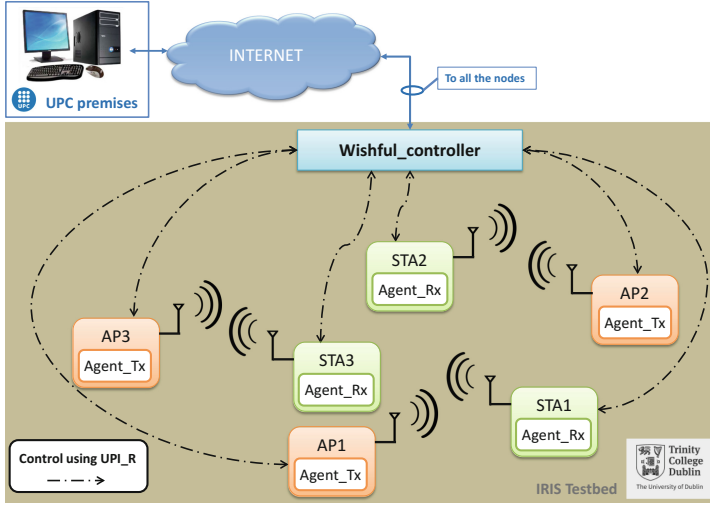 INTERNET
To all the nodes
UPC
UPC premises
Wishful_controller
STA2
Agent_Rx
AP2
Agent_Tx
AP3
Agent_Tx
STA3
Agent_Rx
STA1
Agent_Rx
AP1
Agent_Tx
Control using UPI_R
IRIS Testbed
Trinity
College
Dublin
The University of Dublin